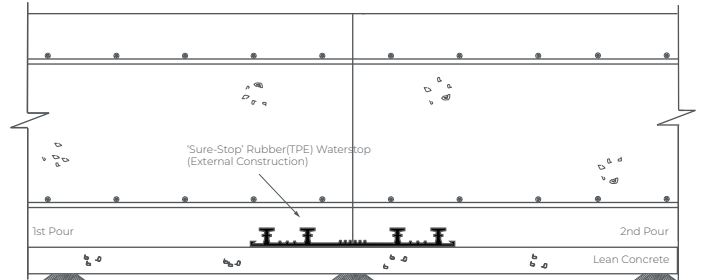 'Sure-Stop' Rubber(TPE) Waterstop
(External Construction)
1st Pour
2nd Pour
Lean Concrete